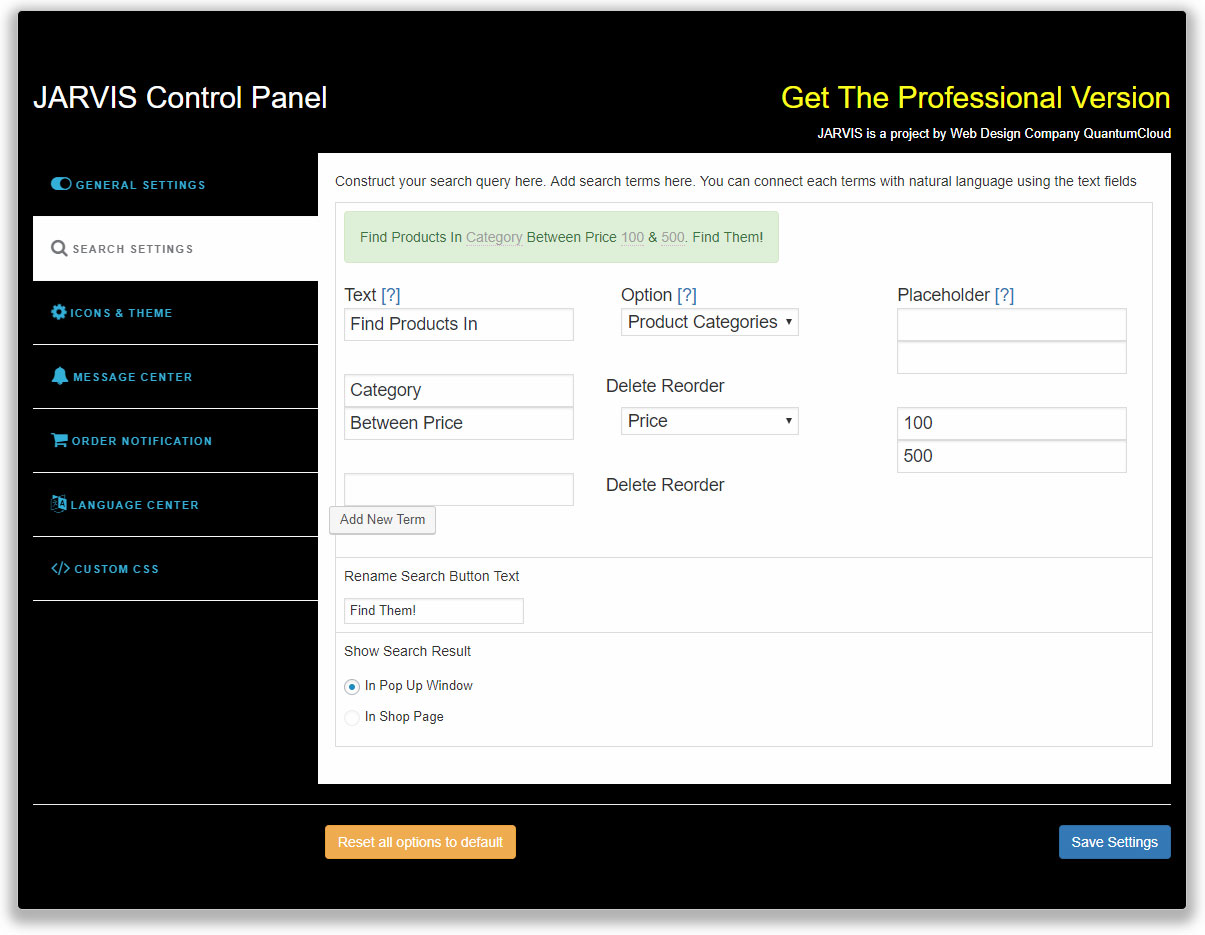 JARVIS Control Panel
Get The Professional Version
JARVIS is a project by Web Design Company QuantumCloud
GENERAL SETTINGS
SEARCH SETTINGS
ICONS & THEME
MESSAGE CENTER
ORDER NOTIFICATION
LANGUAGE CENTER
CUSTOM CSS
Construct your search query here. Add search terms here. You can connect each terms with natural language using the text fields
Find Products In Category Between Price 100 & 500. Find Them!
Text [?] Option [?] Placeholder [?]
Find Products In Product Categories
Category Delete Reorder
Between Price Price 100
500
Delete Reorder
Add New Term
Rename Search Button Text
Find Them!
Show Search Result
In Pop Up Window
In Shop Page
Reset all options to default
Save Settings